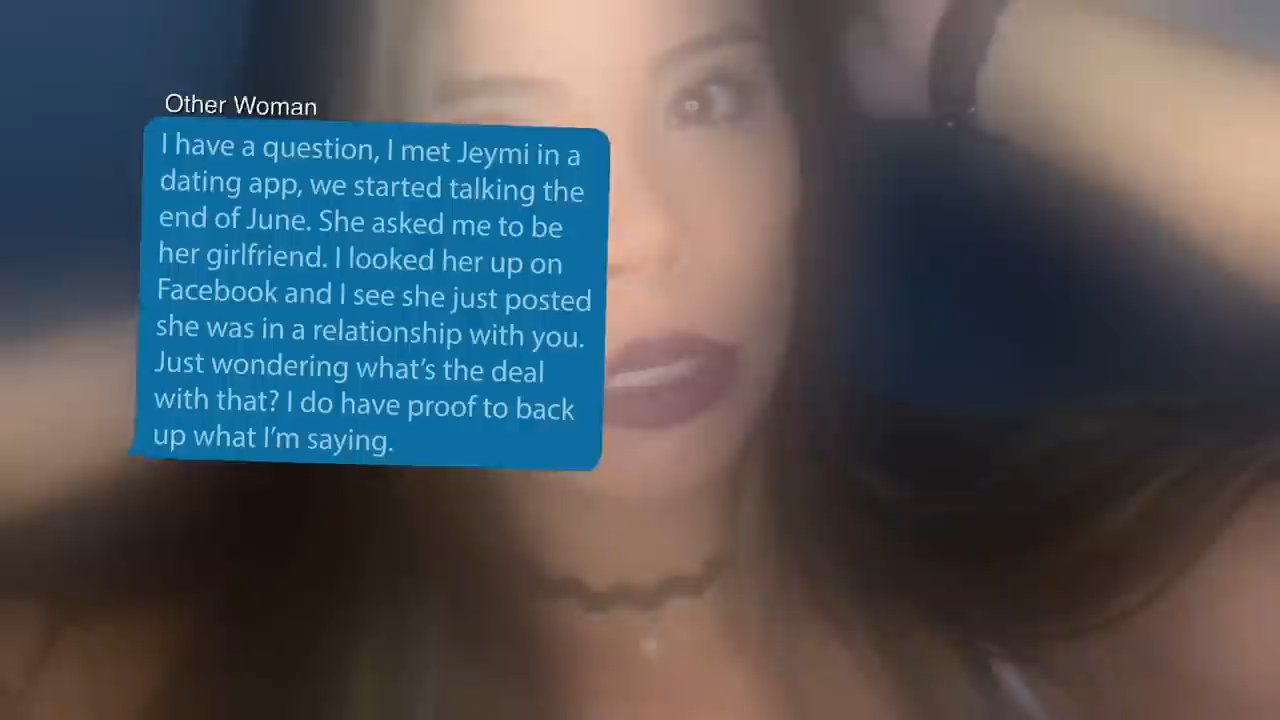 Other Woman
I have a question, I met Jeymi in a
dating app, we started talking the
end of June. She asked me to be
her girlfriend. I looked her up on
Facebook and I see she just posted
she was in a relationship with you.
Just wondering what's the deal
with that? I do have proof to back
up what I'm saying.